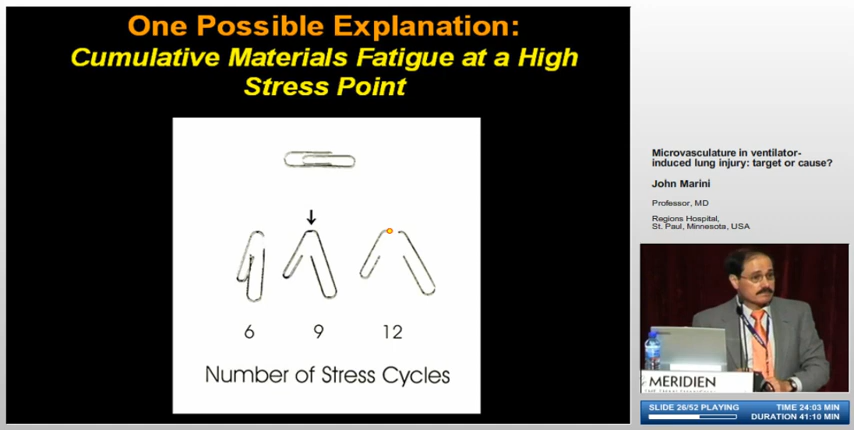 One Possible Explanation:
Cumulative Materials Fatigue at a High
Stress Point
6
9
12
Number of Stress Cycles
Microvasculature in ventilator-
induced lung injury: target or cause?
John Marini
Professor, MD
Regions Hospital,
St. Paul, Minnesota, USA
MERIDIEN
SLIDE 26/52 PLAYING
TIME 24:03 MIN
DURATION 41:10 MIN